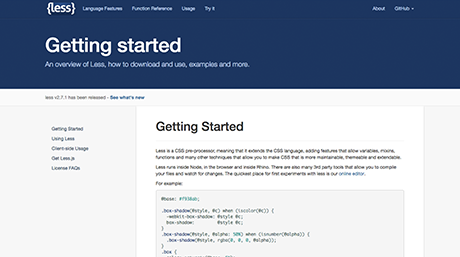 {less} Language Features Function Reference Usage Try it About GitHub
Getting started
An overview of Less, how to download and use, examples and more.
less v2.7.1 has been released - See what's new
Getting Started
Using Less
Client-side Usage
Get Less.js
License FAQs
Getting Started
Less is a CSS pre-processor, meaning that it extends the CSS language, adding features that allow variables, mixins,
functions and many other techniques that allow you to make CSS that is more maintainable, themeable and extendable.
Less runs inside Node, in the browser and inside Rhino. There are also many 3rd party tools that allow you to compile
your files and watch for changes. The quickest place for first experiments with less is our online editor.
For example:
@base: #f938ab;
.box-shadow(@style, @c) when (iscolor(@c)) {
-webkit-box-shadow: @style @c;
box-shadow: @style @c;
}
.box-shadow(@style, @alpha: 50%) when (isnumber(@alpha)) {
.box-shadow(@style, rgba(0, 0, 0, @alpha));
}
.box {